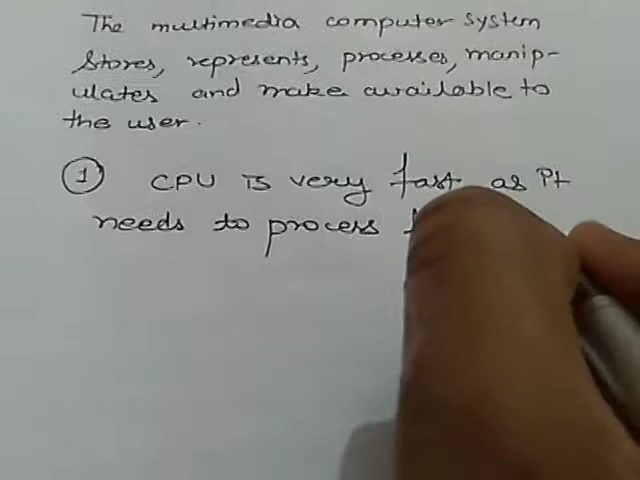 The multimedia computer system
stores, represents, processes, manip-
ulates and make available to
the user.
① CPU is very fast as it
needs to process